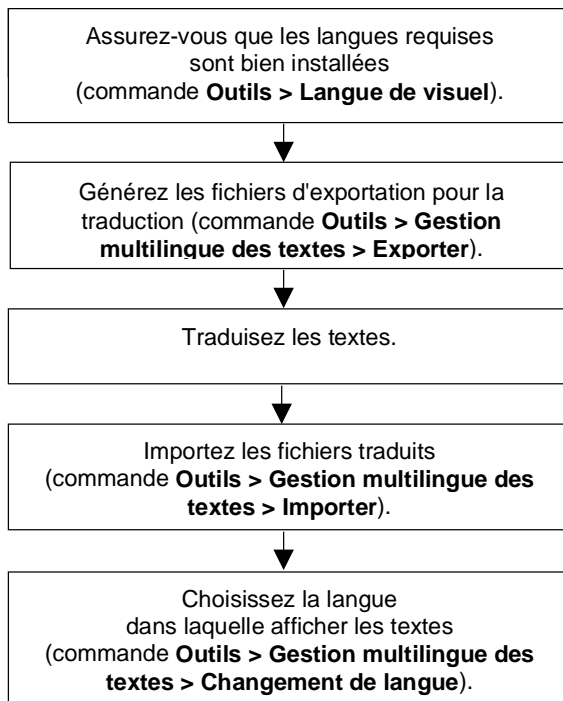 Assurez-vous que les langues requises
sont bien installées
(commande Outils > Langue de visuel).
Générez les fichiers d'exportation pour la
traduction (commande Outils > Gestion
multilingue des textes > Exporter).
Traduisez les textes.
Importez les fichiers traduits
(commande Outils > Gestion multilingue des
textes > Importer).
Choisissez la langue
dans laquelle afficher les textes
(commande Outils > Gestion multilingue des
textes > Changement de langue).